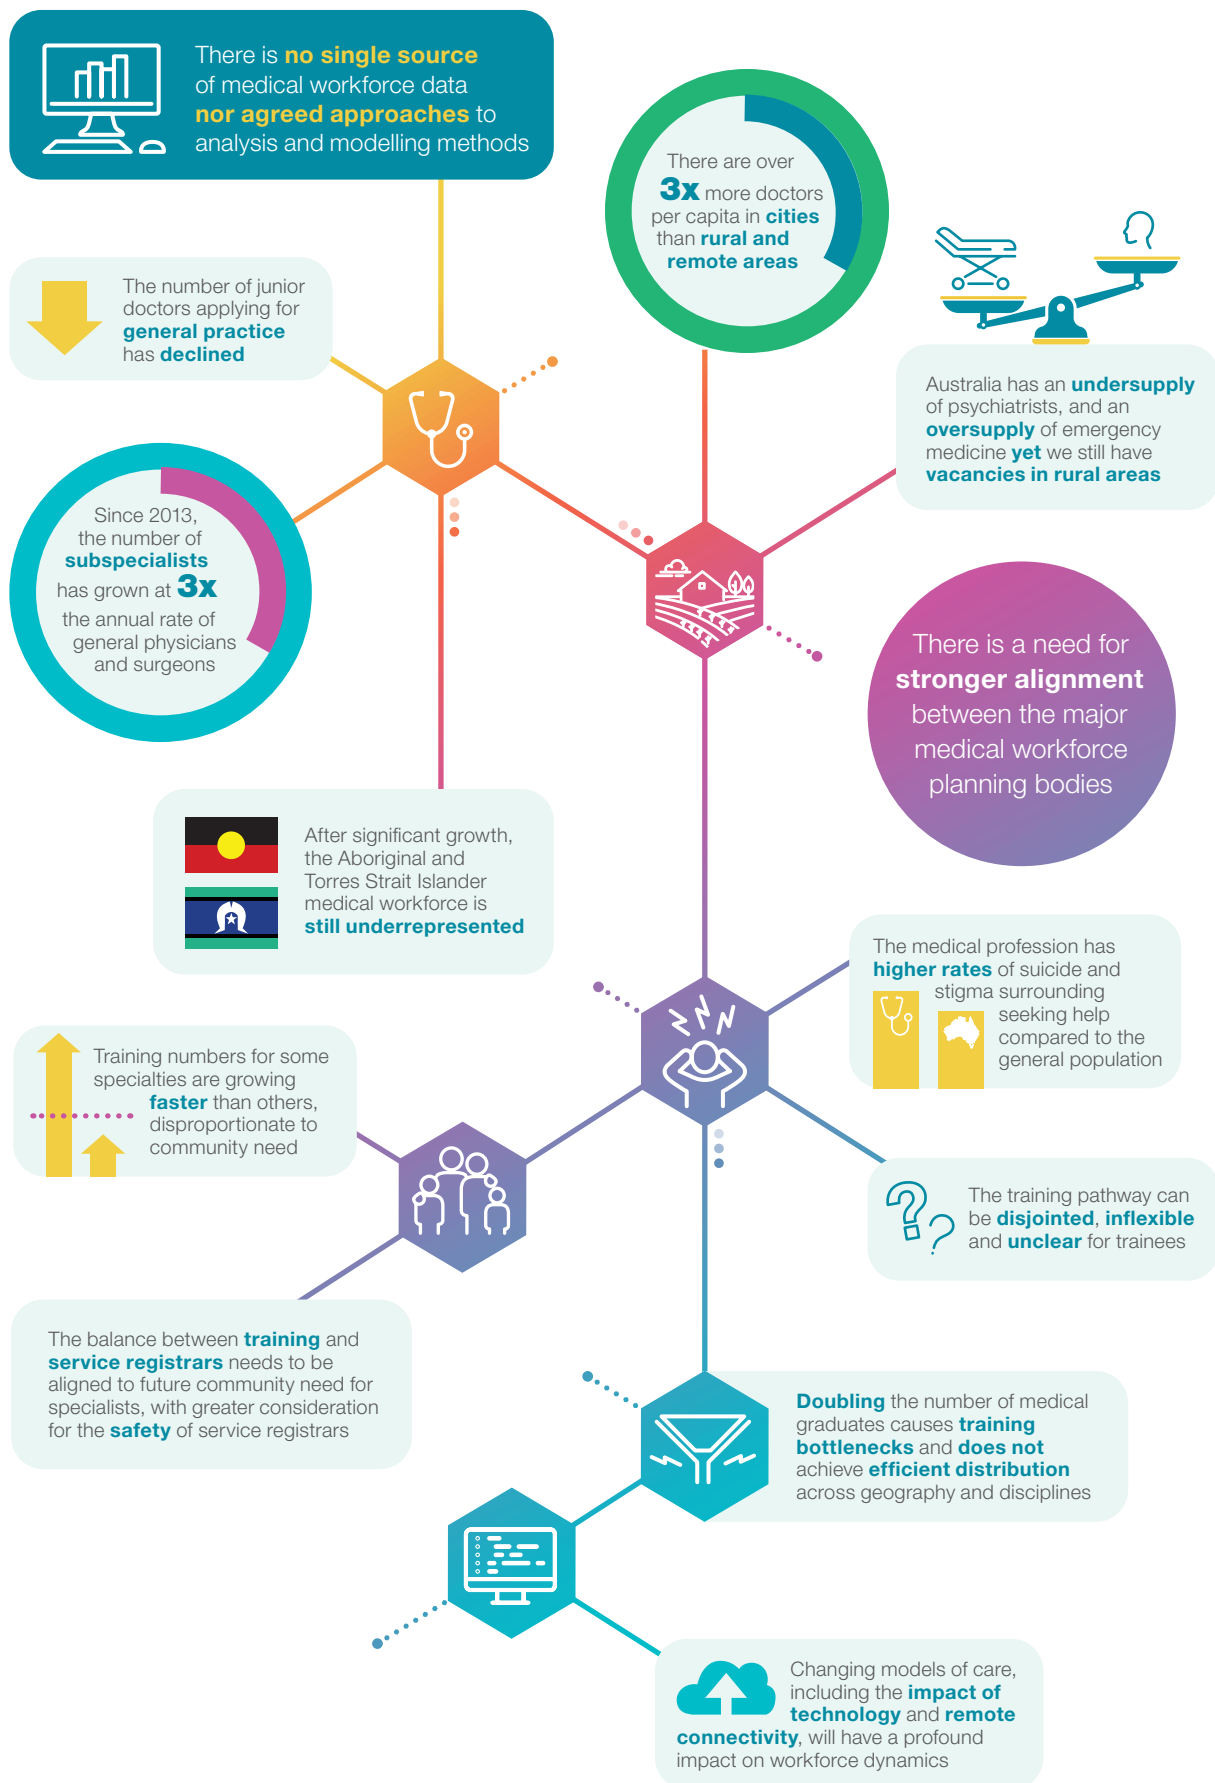 There is no single source
of medical workforce data
nor agreed approaches to
analysis and modelling methods
There are over
3x more doctors
per capita in cities
than rural and
remote areas
The number of junior
doctors applying for
general practice
has declined
Australia has an undersupply
of psychiatrists, and an
oversupply of emergency
medicine yet we still have
vacancies in rural areas
Since 2013,
the number of
subspecialists
has grown at 3x
the annual rate of
general physicians
and surgeons
There is a need for
stronger alignment
between the major
medical workforce
planning bodies
After significant growth,
the Aboriginal and
Torres Strait Islander
medical workforce is
still underrepresented
The medical profession has
higher rates of suicide and
stigma surrounding
seeking help
compared to the
general population
Training numbers for some
specialties are growing
faster than others,
disproportionate to
community need
The training pathway can
be disjointed, inflexible
and unclear for trainees
The balance between training and
service registrars needs to be
aligned to future community need for
specialists, with greater consideration
for the safety of service registrars
Doubling the number of medical
graduates causes training
bottlenecks and does not
achieve efficient distribution
across geography and disciplines
Changing models of care,
including the impact of
technology and remote
connectivity, will have a profound
impact on workforce dynamics